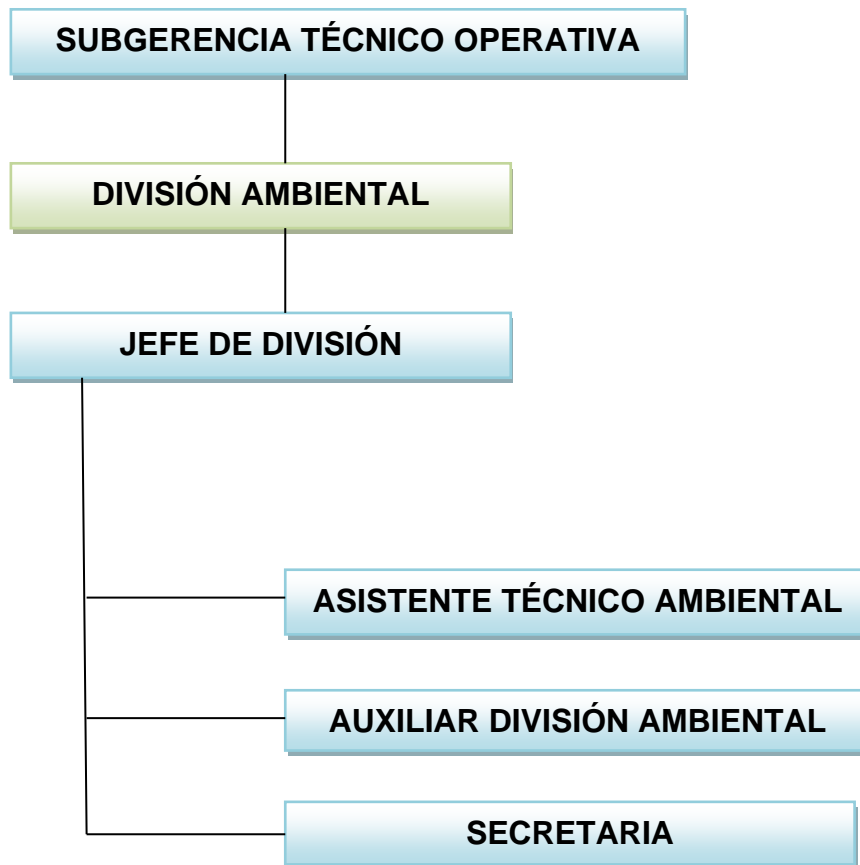 SUBGERENCIA TÉCNICO OPERATIVA
DIVISIÓN AMBIENTAL
JEFE DE DIVISIÓN
ASISTENTE TÉCNICO AMBIENTAL
AUXILIAR DIVISIÓN AMBIENTAL
SECRETARIA